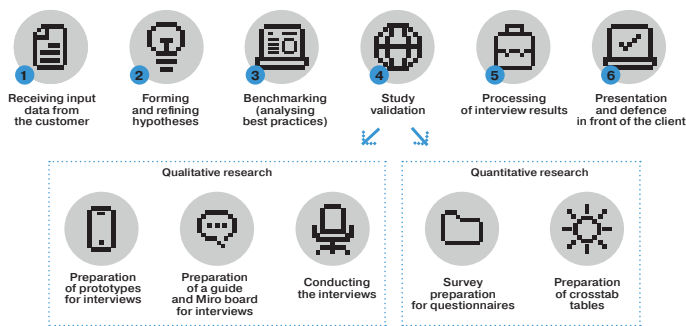 1
Receiving input
data from
the customer
2
Forming
and refining
hypotheses
3
Benchmarking
(analysing
best practices)
4
Study
validation
5
Processing
of interview results
6
Presentation
and defence
in front of the client
Qualitative research
Preparation
of prototypes
for interviews
Preparation
of a guide
and Miro board
for interviews
Conducting
the interviews
Quantitative research
Survey
preparation
for questionnaires
Preparation
of crosstab
tables